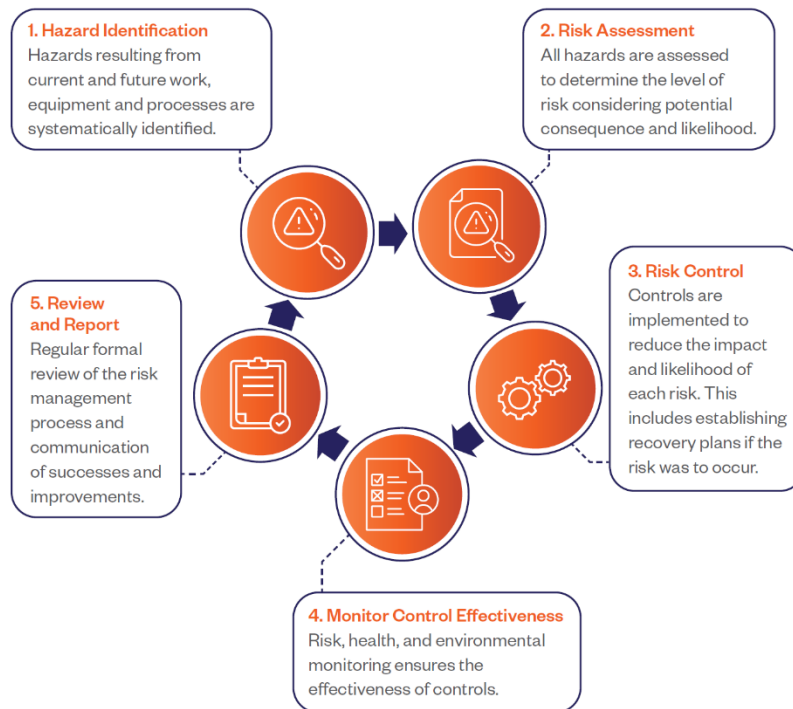 1. Hazard Identification
Hazards resulting from
current and future work,
equipment and processes are
systematically identified.
2. Risk Assessment
All hazards are assessed
to determine the level of
risk considering potential
consequence and likelihood.
3. Risk Control
Controls are
implemented to
reduce the impact
and likelihood of
each risk. This
includes establishing
recovery plans if the
risk was to occur.
4. Monitor Control Effectiveness
Risk, health, and environmental
monitoring ensures the
effectiveness of controls.
5. Review
and Report
Regular formal
review of the risk
management
process and
communication
of successes and
improvements.